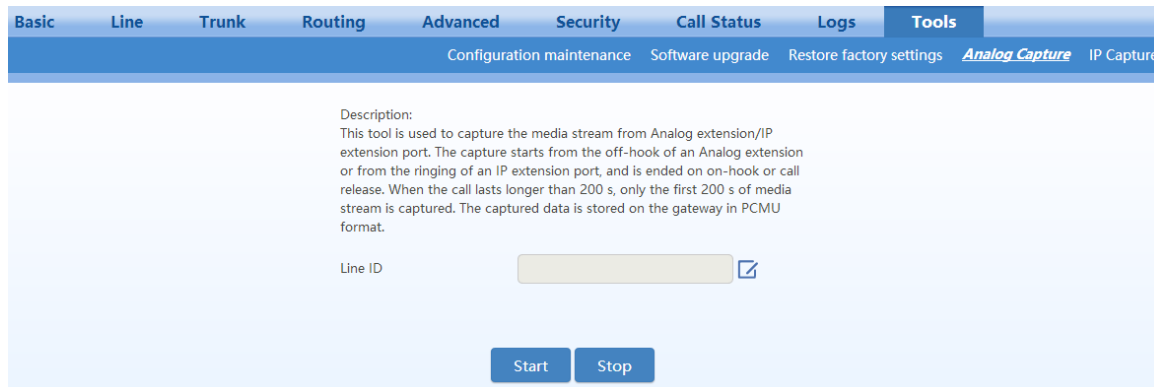 Basic Line Trunk Routing Advanced Security Call Status Logs Tools
Configuration maintenance Software upgrade Restore factory settings Analog Capture IP Capture
Description:
This tool is used to capture the media stream from Analog extension/IP
extension port. The capture starts from the off-hook of an Analog extension
or from the ringing of an IP extension port, and is ended on on-hook or call
release. When the call lasts longer than 200 s, only the first 200 s of media
stream is captured. The captured data is stored on the gateway in PCMU
format.
Line ID
Start Stop